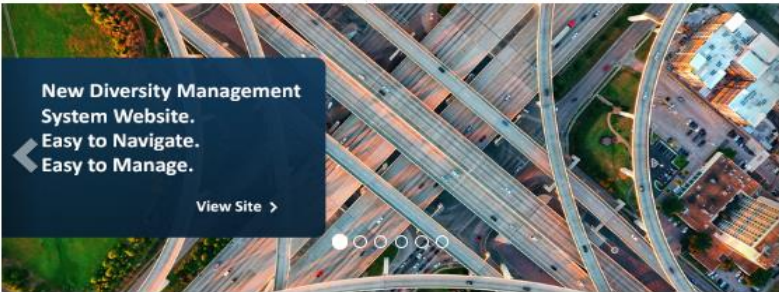 New Diversity Management
System Website.
Easy to Navigate.
Easy to Manage.
View Site >